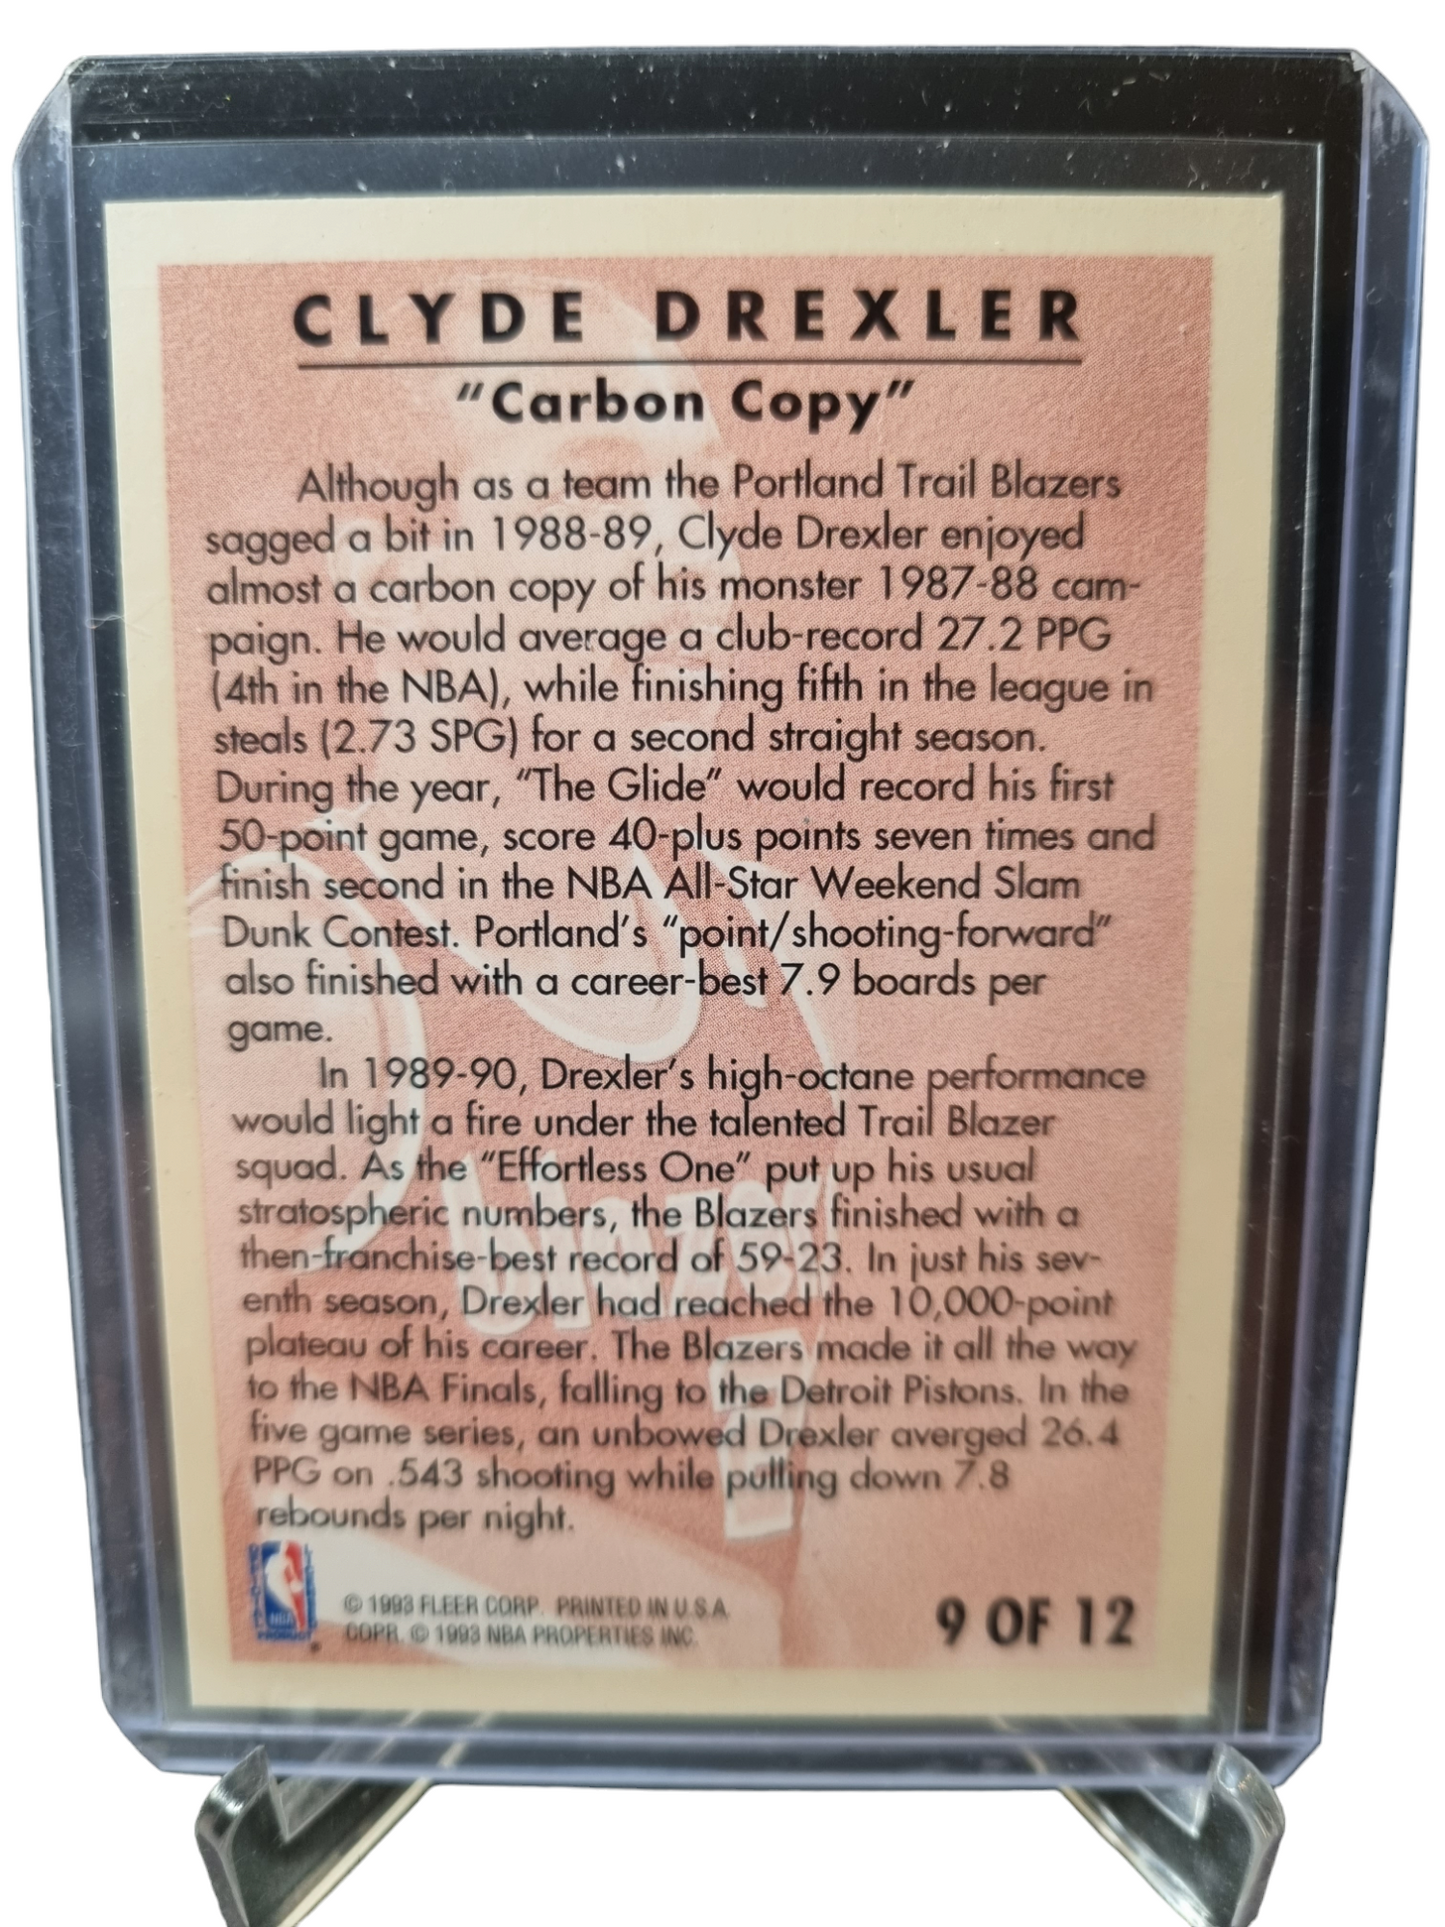 CLYDE DREXLER
“Carbon Copy”
Although as a team the Portland Trail Blazers
sagged a bit in 1988-89, Clyde Drexler enjoyed
almost a carbon copy of his monster 1987-88 cam-
paign. He would average a club-record 27.2 PPG
(4th in the NBA), while finishing fifth in the league in
steals (2.73 SPG) for a second straight season.
During the year, “The Glide” would record his first
50-point game, score 40-plus points seven times and
finish second in the NBA All-Star Weekend Slam
Dunk Contest. Portland’s “point/shooting-forward”
also finished with a career-best 7.9 boards per
game.
In 1989-90, Drexler’s high-octane performance
would light a fire under the talented Trail Blazer
squad. As the “Effortless One” put up his usual
stratospheric numbers, the Blazers finished with a
then-franchise-best record of 59-23. In just his sev-
enth season, Drexler had reached the 10,000-point
plateau of his career. The Blazers made it all the way
to the NBA Finals, falling to the Detroit Pistons. In the
five game series, an unbowed Drexler averged 26.4
PPG on .543 shooting while pulling down 7.8
rebounds per night.
NBA
© 1993 FLEER CORP. PRINTED IN U.S.A.
COPR. © 1993 NBA PROPERTIES INC.
9 OF 12